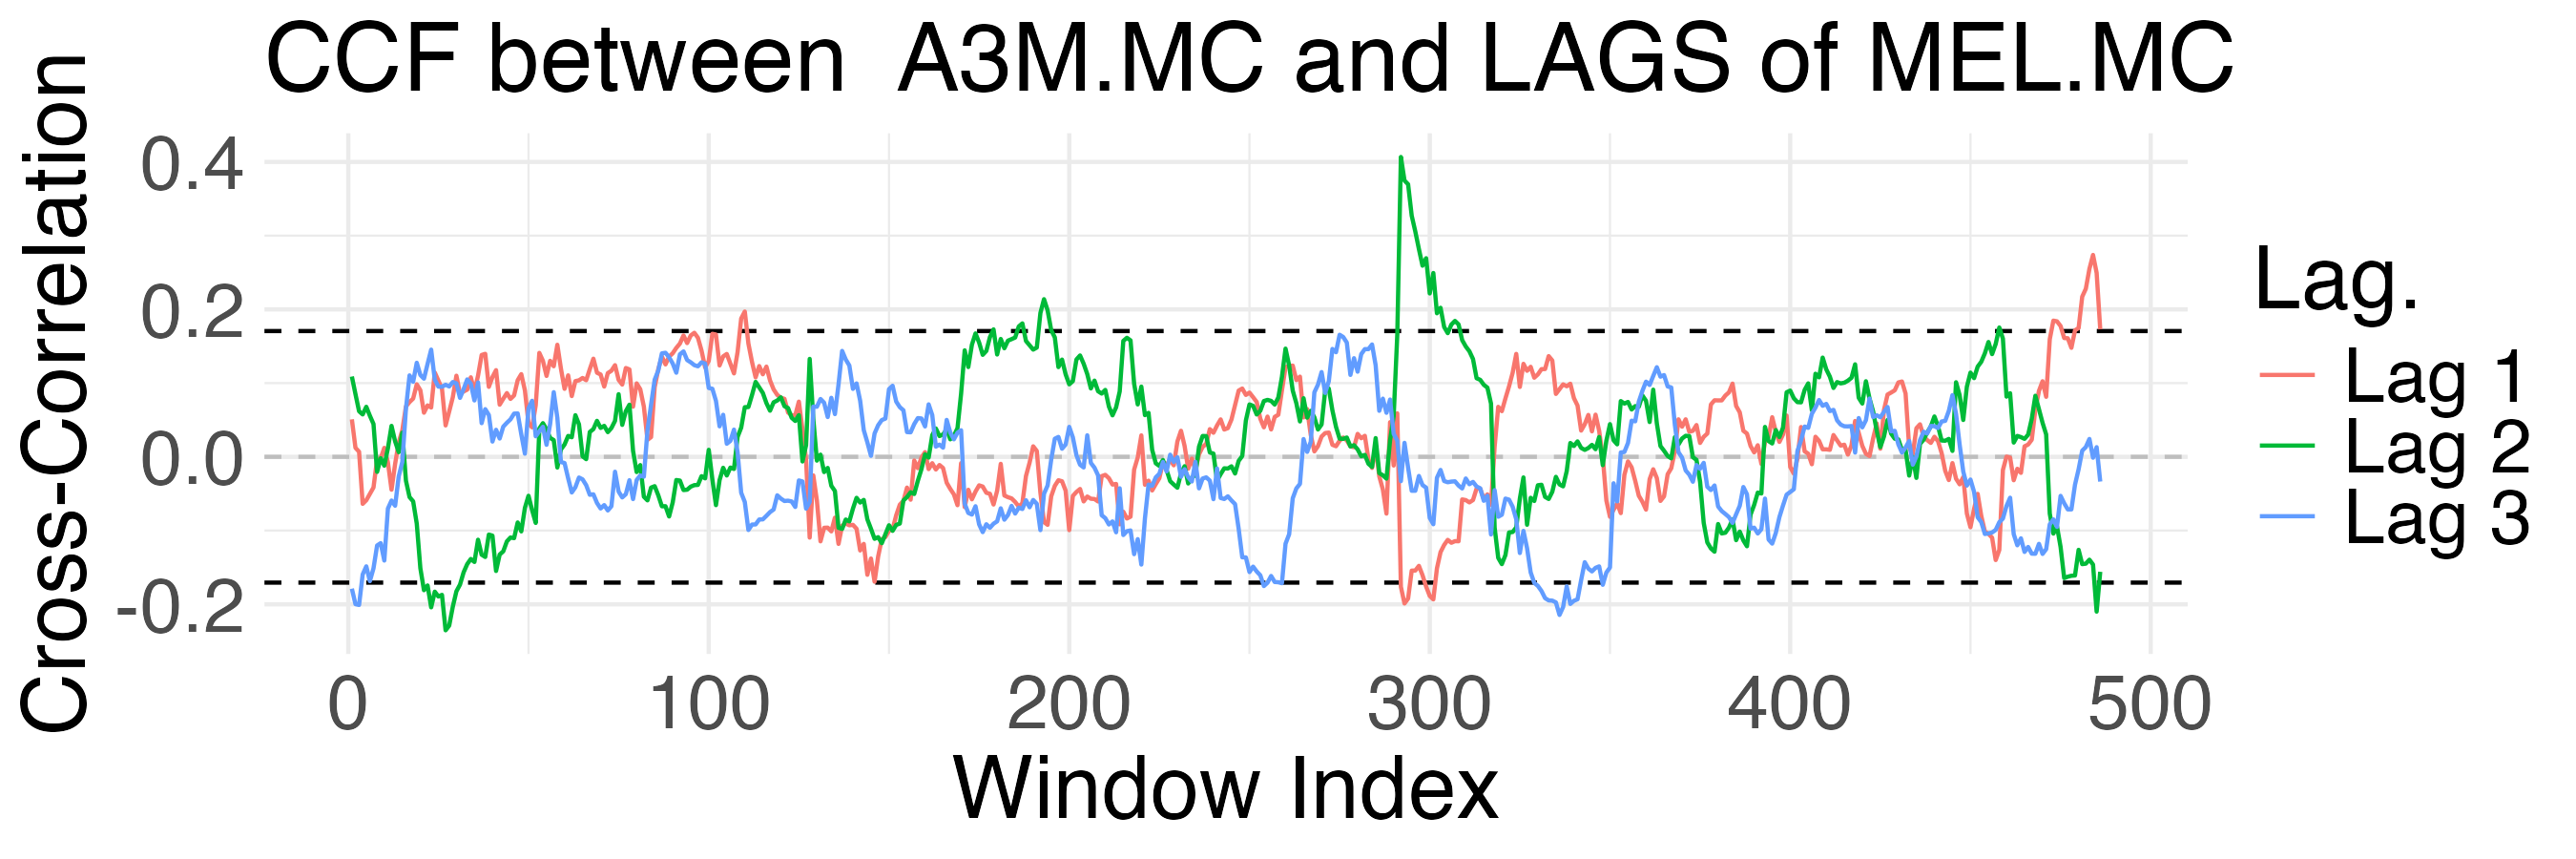 CCF between  A3M.MC and LAGS of MEL.MC
Cross-Correlation
0.4
0.2
0.0
-0.2
0 100 200 300 400 500
Window Index
Lag.
Lag 1
Lag 2
Lag 3